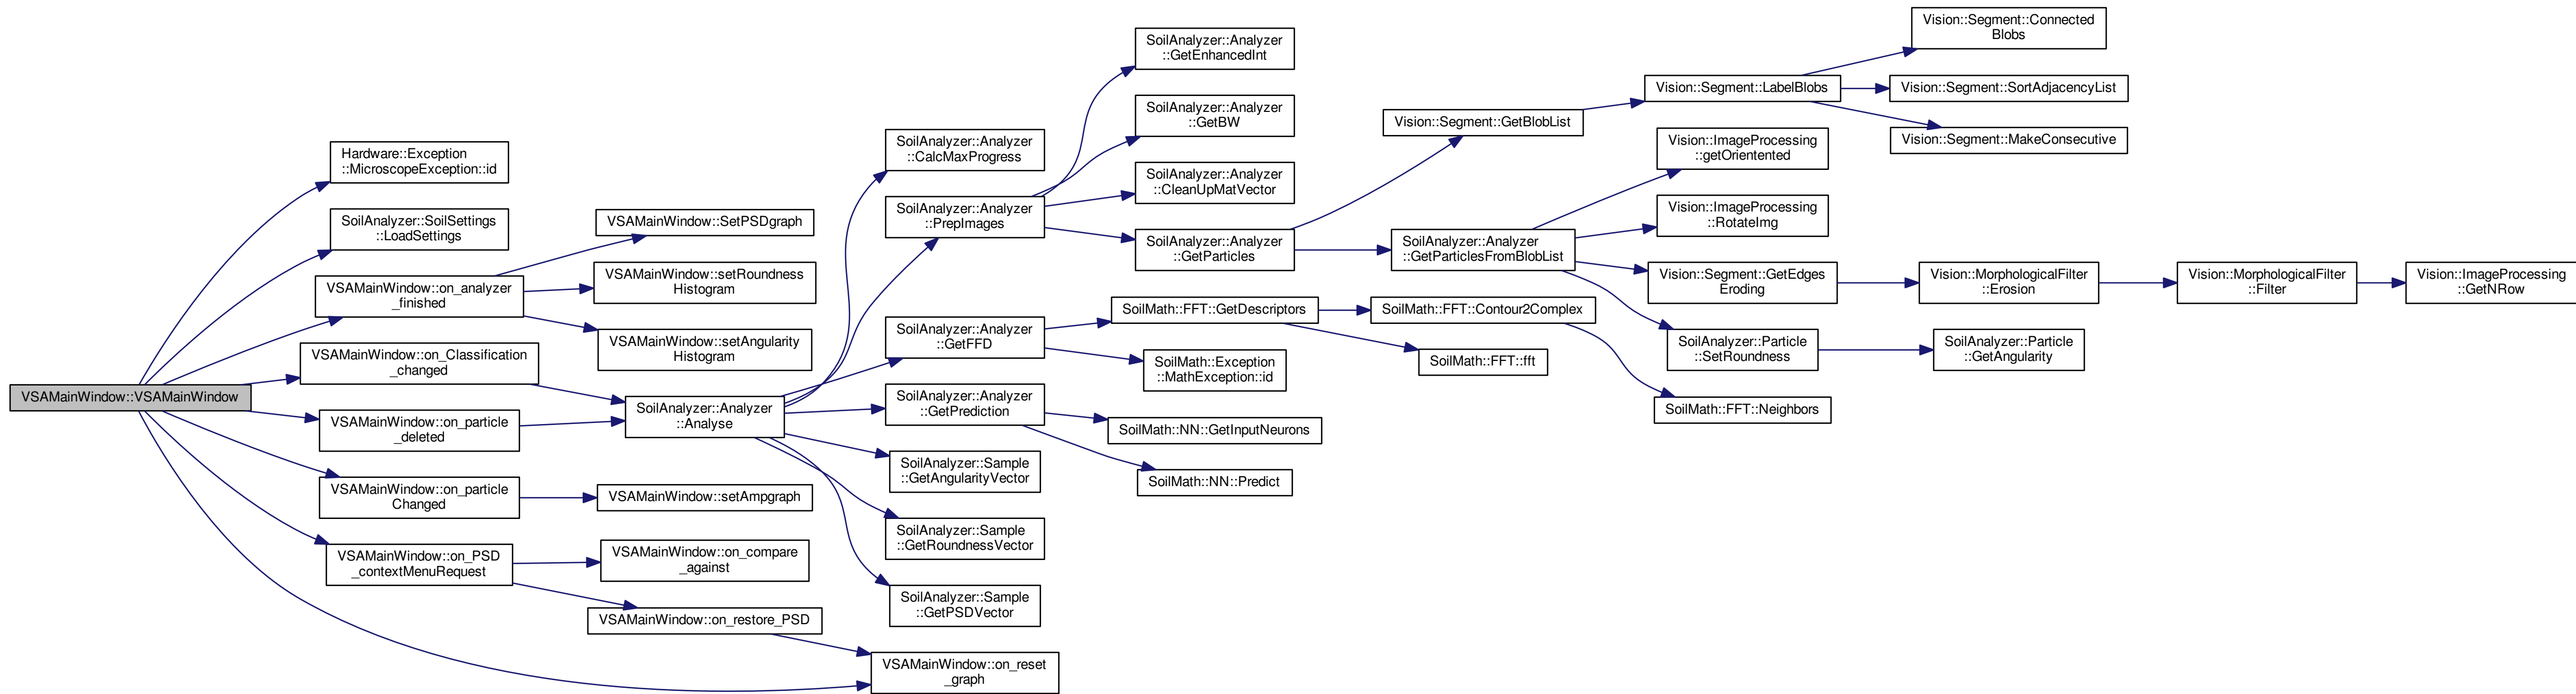 VSAMainWindow::VSAMainWindow
Hardware::Exception
::MicroscopeException::id
SoilAnalyzer::SoilSettings
::LoadSettings
VSAMainWindow::on_analyzer
_finished
VSAMainWindow::on_Classification
_changed
VSAMainWindow::on_particle
_deleted
VSAMainWindow::on_particle
Changed
VSAMainWindow::on_PSD
_contextMenuRequest
VSAMainWindow::SetPSDgraph
VSAMainWindow::setRoundness
Histogram
VSAMainWindow::setAngularity
Histogram
SoilAnalyzer::Analyzer
::Analyse
VSAMainWindow::setAmpgraph
VSAMainWindow::on_compare
_against
VSAMainWindow::on_restore_PSD
SoilAnalyzer::Analyzer
::CalcMaxProgress
SoilAnalyzer::Analyzer
::PrepImages
SoilAnalyzer::Analyzer
::GetFFD
SoilAnalyzer::Analyzer
::GetPrediction
SoilAnalyzer::Sample
::GetAngularityVector
SoilAnalyzer::Sample
::GetRoundnessVector
SoilAnalyzer::Sample
::GetPSDVector
VSAMainWindow::on_reset
_graph
SoilAnalyzer::Analyzer
::GetEnhancedInt
SoilAnalyzer::Analyzer
::GetBW
SoilAnalyzer::Analyzer
::CleanUpMatVector
SoilAnalyzer::Analyzer
::GetParticles
SoilMath::FFT::GetDescriptors
SoilMath::Exception
::MathException::id
SoilMath::NN::GetInputNeurons
SoilMath::NN::Predict
Vision::Segment::GetBlobList
SoilAnalyzer::Analyzer
::GetParticlesFromBlobList
SoilMath::FFT::Contour2Complex
SoilMath::FFT::fft
Vision::Segment::LabelBlobs
Vision::ImageProcessing
::getOrientented
Vision::ImageProcessing
::RotateImg
Vision::Segment::GetEdges
Eroding
SoilAnalyzer::Particle
::SetRoundness
SoilMath::FFT::Neighbors
Vision::Segment::Connected
Blobs
Vision::Segment::SortAdjacencyList
Vision::Segment::MakeConsecutive
Vision::MorphologicalFilter
::Erosion
SoilAnalyzer::Particle
::GetAngularity
Vision::MorphologicalFilter
::Filter
Vision::ImageProcessing
::GetNRow